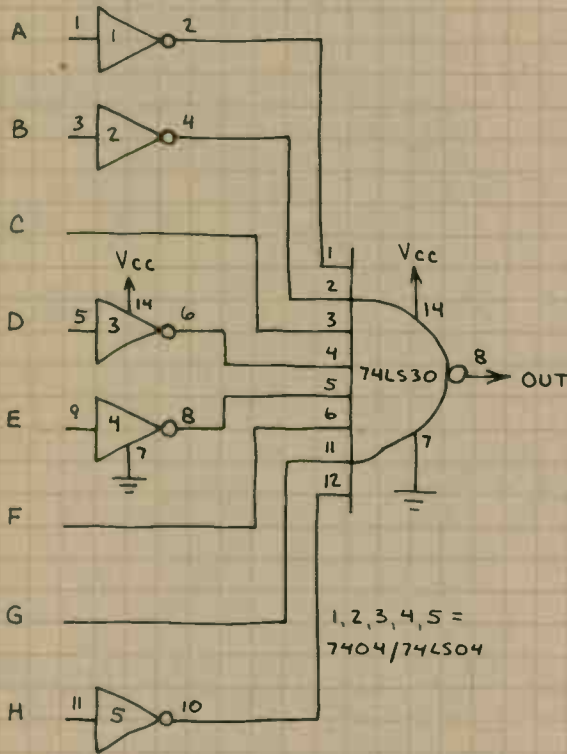 A 1 1 2
B 3 2 4
C
Vcc
14
D 5 3 6
E 9 4 8
7
F
G
H 11 5 10
1
2
3
4
5
6
11
12
Vcc
14
74LS30
8 OUT
7
1, 2, 3, 4, 5 =
7404/74LS04